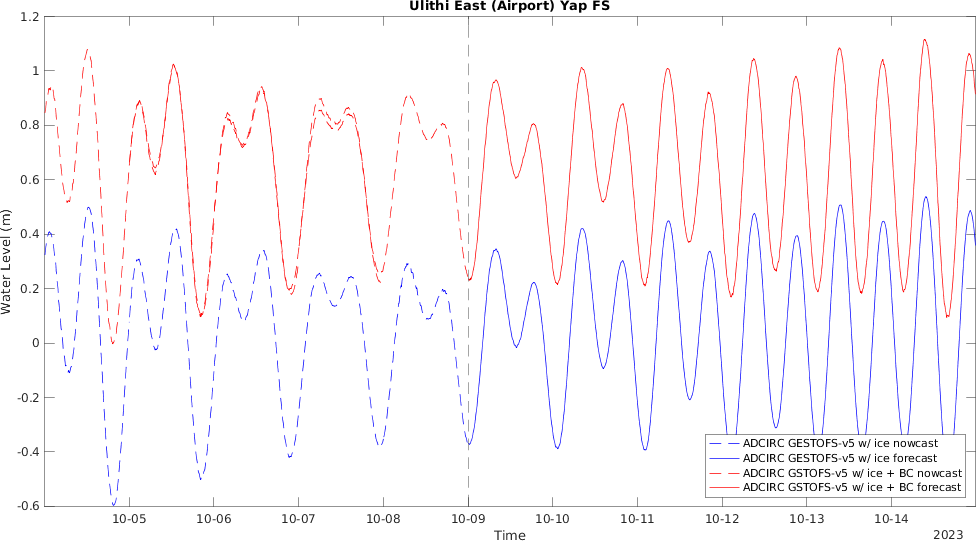 Ulithi East (Airport) Yap FS
1.2
1
0.8
0.6
0.4
0.2
0
-0.2
-0.4
-0.6
Water Level (m)
ADCIRC GESTOFS-v5 w/ ice nowcast
ADCIRC GESTOFS-v5 w/ ice forecast
ADCIRC GSTOFS-v5 w/ ice + BC nowcast
ADCIRC GSTOFS-v5 w/ ice + BC forecast
10-05 10-06 10-07 10-08 10-09 10-10 10-11 10-12 10-13 10-14
Time
2023